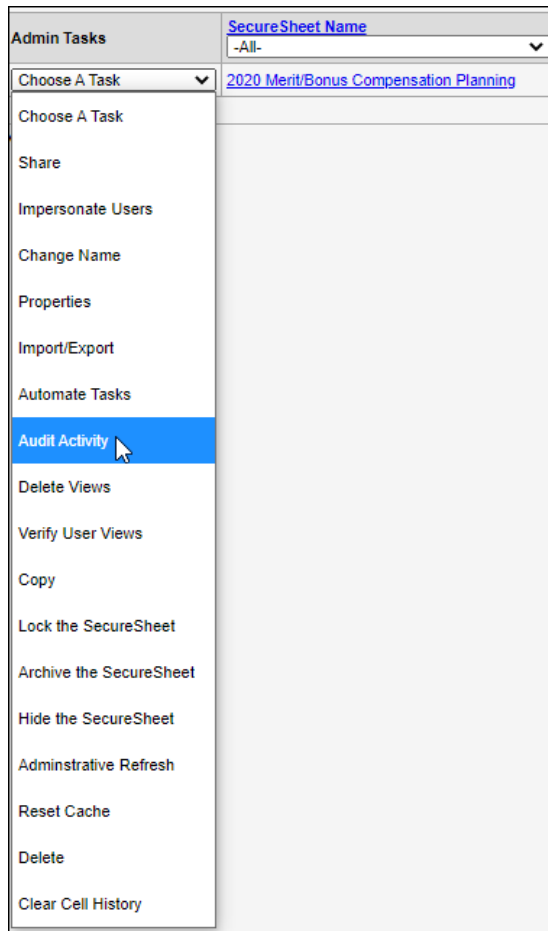 Admin Tasks
SecureSheet Name
-All-
Choose A Task
2020 Merit/Bonus Compensation Planning
Choose A Task
Share
Impersonate Users
Change Name
Properties
Import/Export
Automate Tasks
Audit Activity
Delete Views
Verify User Views
Copy
Lock the SecureSheet
Archive the SecureSheet
Hide the SecureSheet
Adminstrative Refresh
Reset Cache
Delete
Clear Cell History